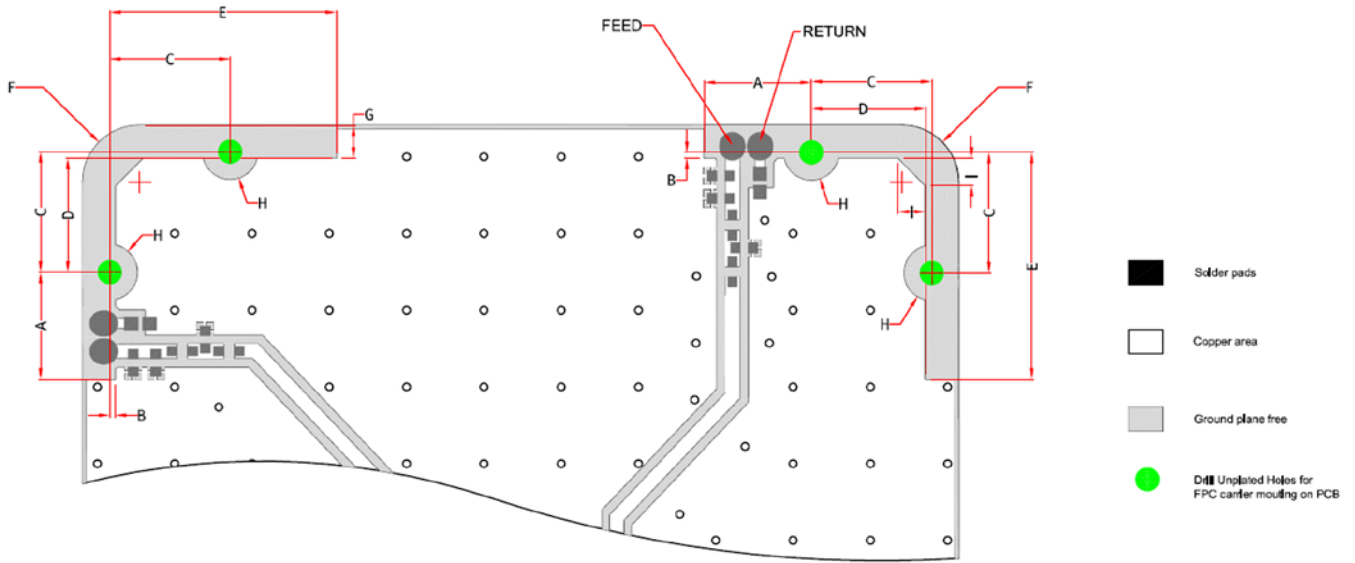 E
FEED
RETURN
C
A
C
F
D
F
G
B
H
H
I
C
D
H
I
C
E
Solder pads
H
A
Copper area
B
Ground plane free
Drill Unplated Holes for
FPC carrier mouting on PCB